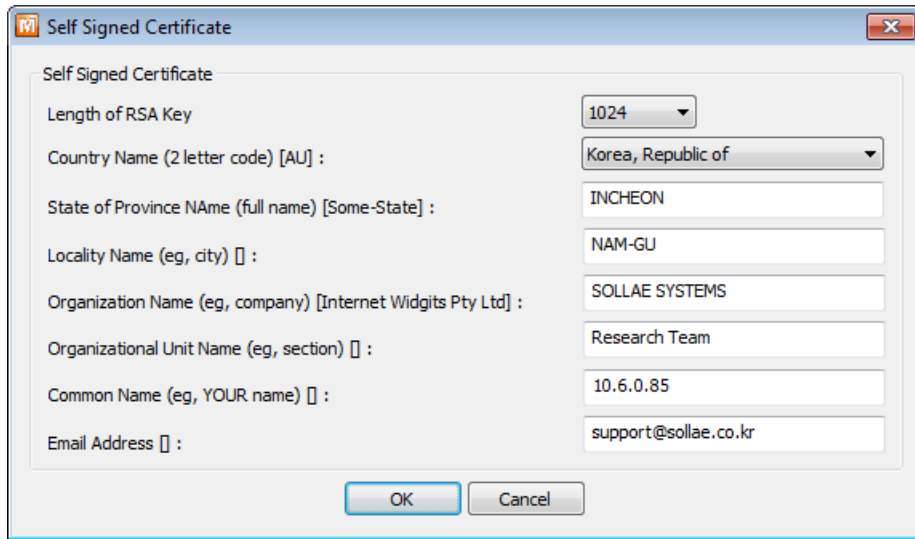 Self Signed Certificate
Self Signed Certificate
Length of RSA Key 1024
Country Name (2 letter code) [AU] : Korea, Republic of
State of Province NAme (full name) [Some-State] : INCHEON
Locality Name (eg, city) [] : NAM-GU
Organization Name (eg, company) [Internet Widgits Pty Ltd] : SOLLAE SYSTEMS
Organizational Unit Name (eg, section) [] : Research Team
Common Name (eg, YOUR name) [] : 10.6.0.85
Email Address [] : support@sollae.co.kr
OK Cancel